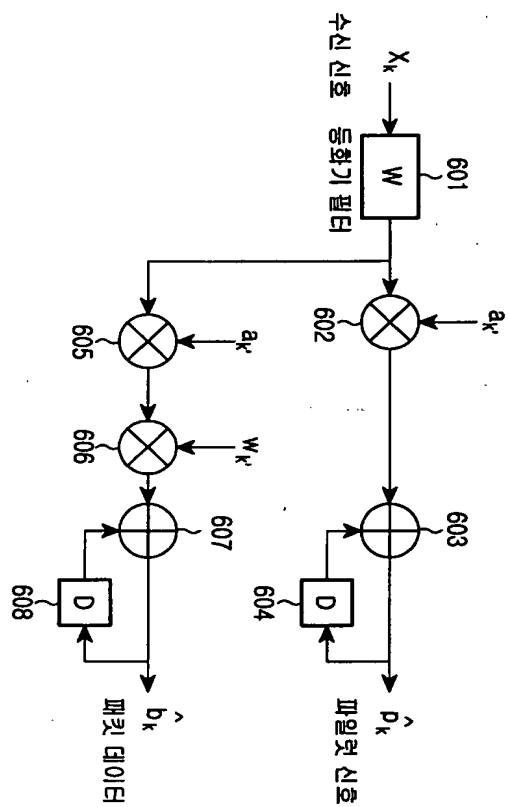 X_k
수신 신호
등화기 필터
W
601
602
a_k'
603
D
604
p̂_k
파일럿 신호
605
a_k'
606
w_k'
607
D
608
b̂_k
패킷 데이터